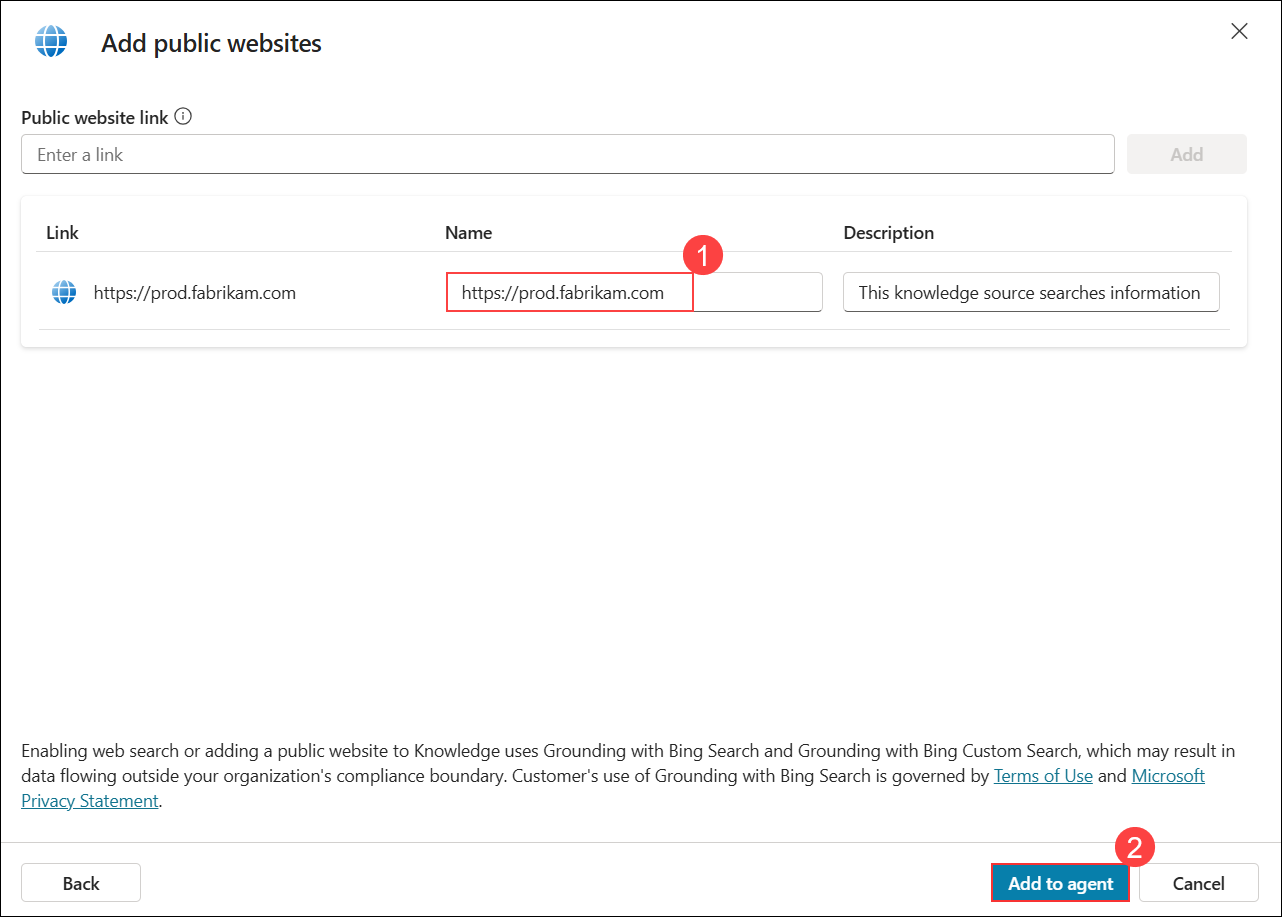 Add public websites
Public website link
Enter a link
Add
Link Name Description
1
https://prod.fabrikam.com https://prod.fabrikam.com This knowledge source searches information
Enabling web search or adding a public website to Knowledge uses Grounding with Bing Search and Grounding with Bing Custom Search, which may result in
data flowing outside your organization's compliance boundary. Customer's use of Grounding with Bing Search is governed by Terms of Use and Microsoft
Privacy Statement.
2
Back Add to agent Cancel